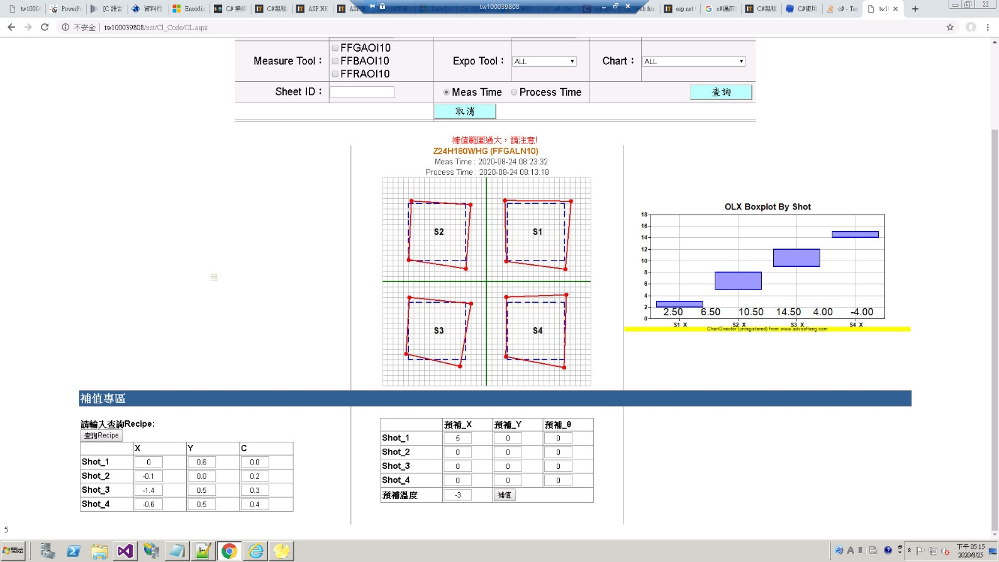 tw1000
PowerPo
[C 語言
資料行
Encodin
C# 無條
C#幾種
ASP.NE
tw100039808
asp.net
c#遍历
C#幾種
C#使用
c# - Te
tw1
不安全 | tw100039808/net/C1_Code/OL.aspx
FFGAOI10
Measure Tool： FFBAOI10 Expo Tool： ALL Chart： ALL
FFRAOI10
Sheet ID： Meas Time Process Time 查詢
取消
補值範圍過大，請注意!
Z24H180WHG (FFGALN10)
Meas Time : 2020-08-24 08:23:32
Process Time : 2020-08-24 08:13:18
S2 S1
S3 S4
OLX Boxplot By Shot
18
16
14
12
10
8
6
4
2
0
2.50 6.50 10.50 14.50 4.00 -4.00
S1 X S2 X S3 X S4 X
ChartDirector (unregistered) from www.advsofteng.com
補值專區
請輸入查詢Recipe:
查詢Recipe
X Y C
Shot_1 0 0.6 0.0
Shot_2 -0.1 0.0 0.2
Shot_3 -1.4 0.5 0.3
Shot_4 -0.6 0.5 0.4
預補_X 預補_Y 預補_θ
Shot_1 5 0 0
Shot_2 0 0 0
Shot_3 0 0 0
Shot_4 0 0 0
預補溫度 -3 補值
5
開始
下午 05:15
2020/8/25